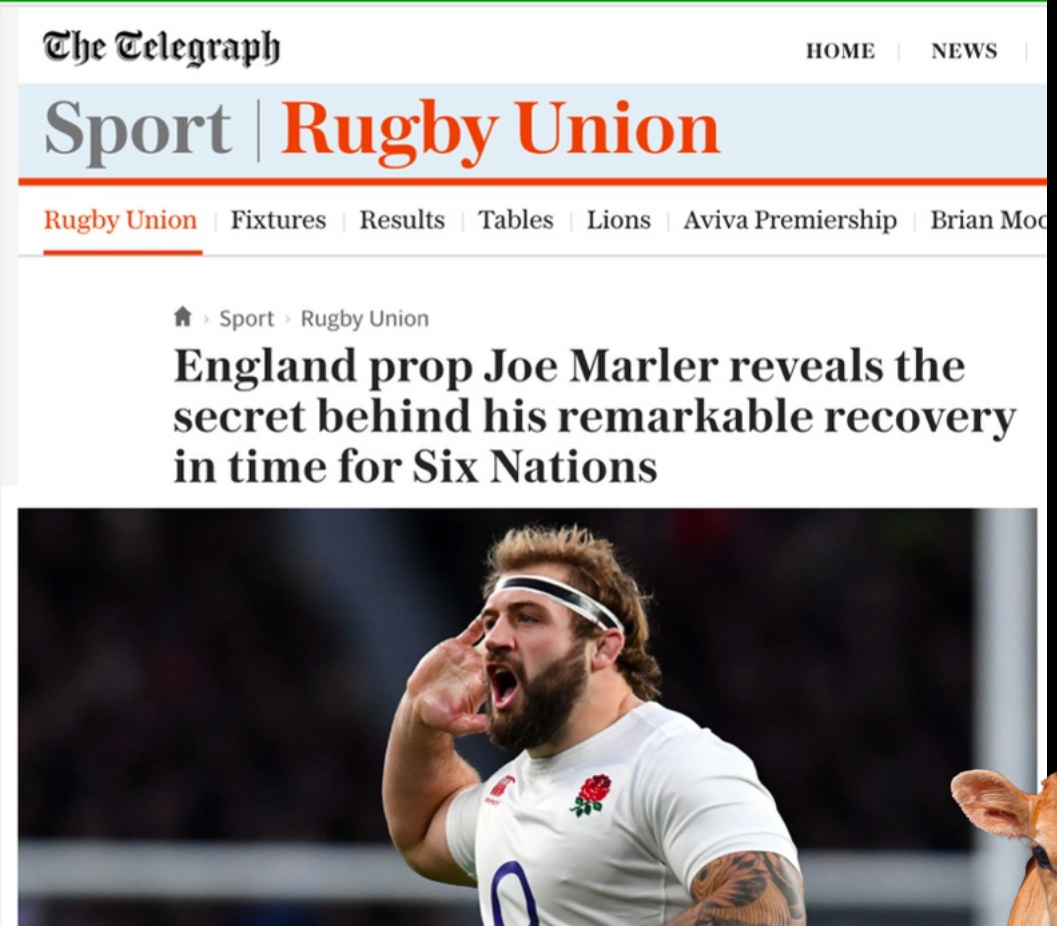 The Telegraph
HOME
NEWS
Sport | Rugby Union
Rugby Union Fixtures Results Tables Lions Aviva Premiership Brian
Sport › Rugby Union
England prop Joe Marler reveals the
secret behind his remarkable recovery
in time for Six Nations